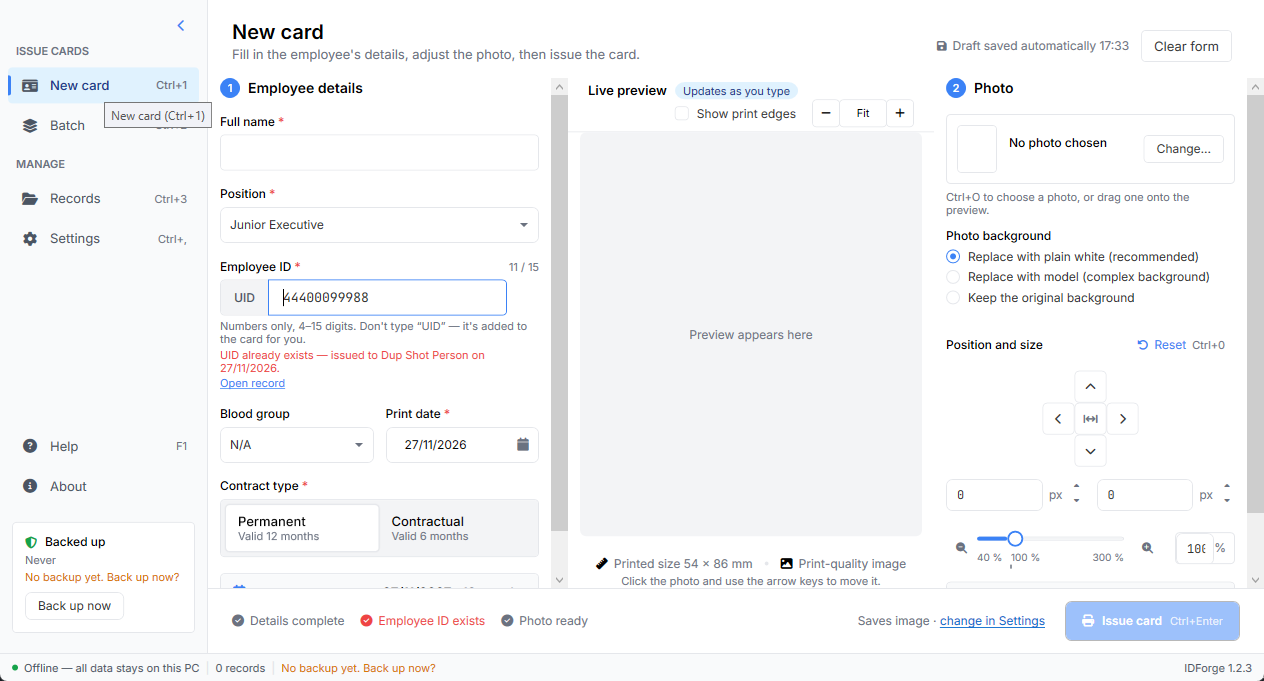 ISSUE CARDS
New card Ctrl+1
New card (Ctrl+1)
Batch
MANAGE
Records Ctrl+3
Settings Ctrl+,
Help F1
About
Backed up
Never
No backup yet. Back up now?
Back up now
New card
Fill in the employee's details, adjust the photo, then issue the card.
Draft saved automatically 17:33
Clear form
1 Employee details
Full name *
Position *
Junior Executive
Employee ID * 11 / 15
UID 44400099988
Numbers only, 4–15 digits. Don't type “UID” — it's added to
the card for you.
UID already exists — issued to Dup Shot Person on
27/11/2026.
Open record
Blood group Print date *
N/A 27/11/2026
Contract type *
Permanent Contractual
Valid 12 months Valid 6 months
Live preview Updates as you type
Show print edges − Fit +
Preview appears here
Printed size 54 × 86 mm Print-quality image
Click the photo and use the arrow keys to move it.
2 Photo
No photo chosen Change...
Ctrl+O to choose a photo, or drag one onto the
preview.
Photo background
Replace with plain white (recommended)
Replace with model (complex background)
Keep the original background
Position and size Reset Ctrl+0
0 px 0 px
40 % 100 % 300 % %
Details complete Employee ID exists Photo ready
Saves image · change in Settings
Issue card Ctrl+Enter
Offline — all data stays on this PC 0 records No backup yet. Back up now?
IDForge 1.2.3